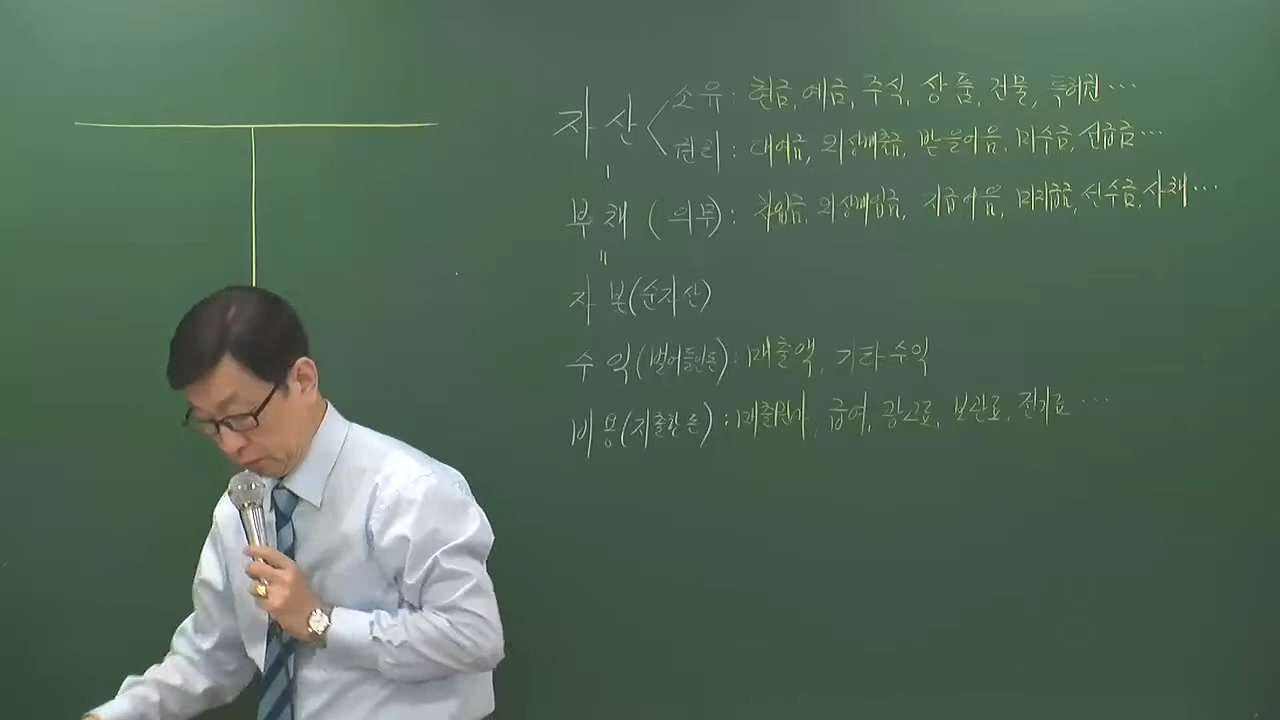 자 산 < 소유 : 현금, 예금, 주식, 상품, 건물, 특허권 …
권리 : 대여금, 외상매출금, 받을어음, 미수금, 선급금 …
부 채 ( 의무 ) : 차입금, 외상매입금, 지급어음, 미지급금, 선수금, 사채 …
〃
자 본 (순자산)
수 익 (벌어들인돈) : 매출액, 기타수익
비 용 (지출한돈) : 매출원가, 급여, 광고료, 보관료, 전기료 …